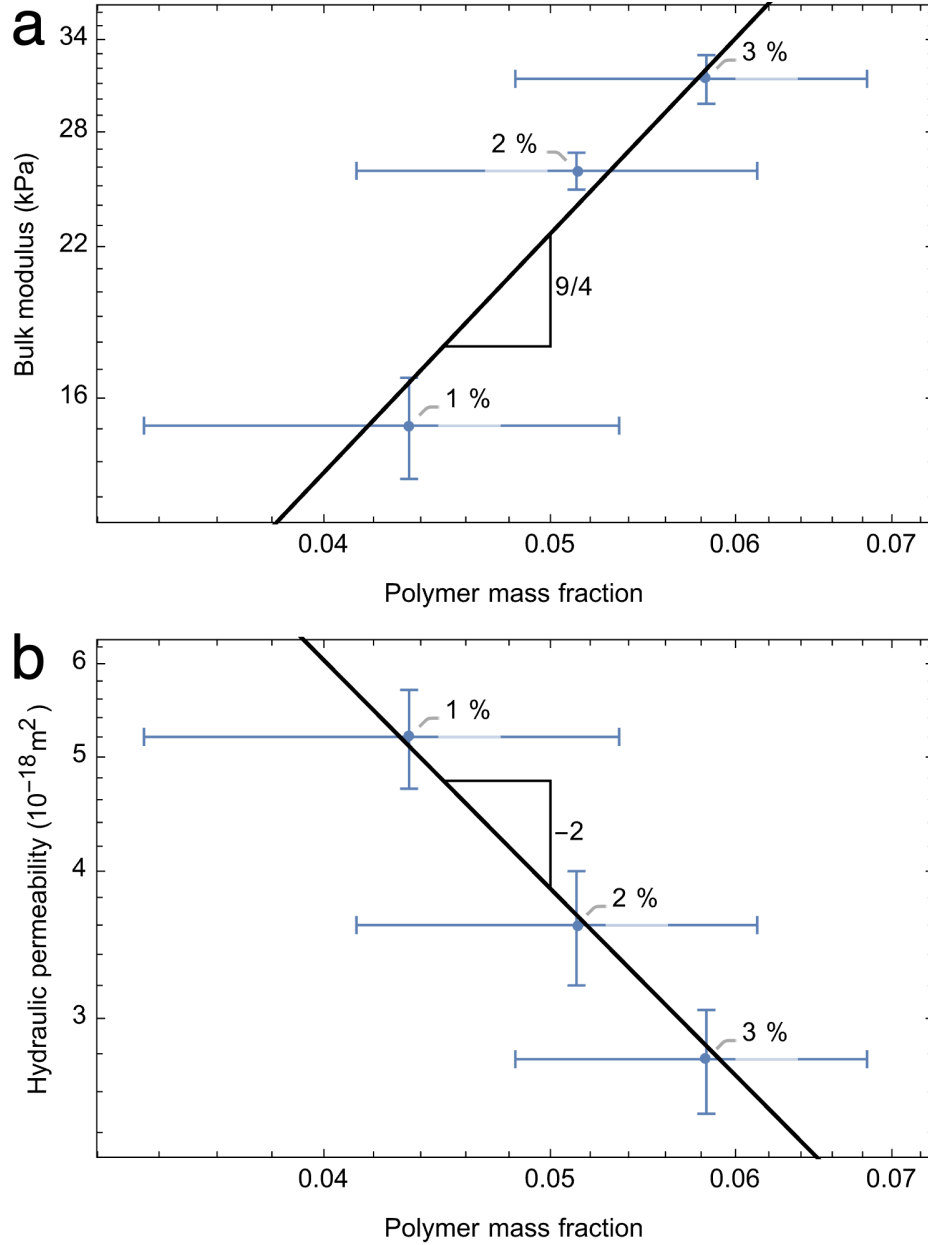 a
34
28
22
16
Bulk modulus (kPa)
3 %
2 %
9/4
1 %
0.04 0.05 0.06 0.07
Polymer mass fraction
b
6
5
4
3
Hydraulic permeability (10⁻¹⁸m²)
1 %
−2
2 %
3 %
0.04 0.05 0.06 0.07
Polymer mass fraction